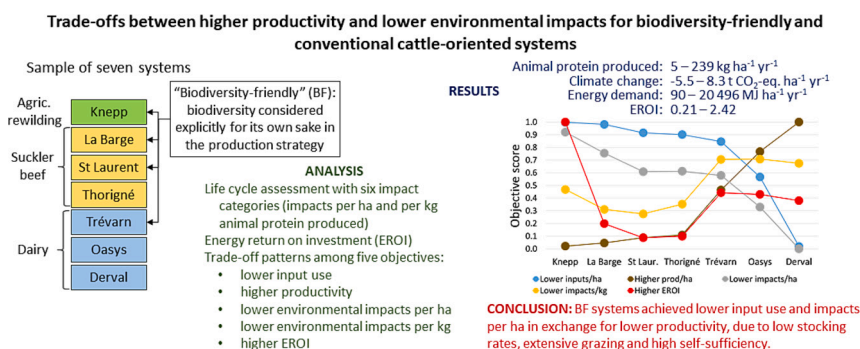 Trade-offs between higher productivity and lower environmental impacts for biodiversity-friendly and
conventional cattle-oriented systems
Sample of seven systems
Agric.
rewilding
Knepp
Suckler
beef
La Barge
St Laurent
Thorigné
Dairy
Trévarn
Oasys
Derval
“Biodiversity-friendly” (BF):
biodiversity considered
explicitly for its own sake in
the production strategy
ANALYSIS
Life cycle assessment with six impact
categories (impacts per ha and per kg
animal protein produced)
Energy return on investment (EROI)
Trade-off patterns among five objectives:
• lower input use
• higher productivity
• lower environmental impacts per ha
• lower environmental impacts per kg
• higher EROI
RESULTS
Animal protein produced: 5 – 239 kg ha⁻¹ yr⁻¹
Climate change: -5.5 – 8.3 t CO₂-eq. ha⁻¹ yr⁻¹
Energy demand: 90 – 20 496 MJ ha⁻¹ yr⁻¹
EROI: 0.21 – 2.42
Objective score
1.0
0.9
0.8
0.7
0.6
0.5
0.4
0.3
0.2
0.1
0.0
Knepp La Barge St Laur. Thorigné Trévarn Oasys Derval
Lower inputs/ha Higher prod/ha Lower impacts/ha
Lower impacts/kg Higher EROI
CONCLUSION: BF systems achieved lower input use and impacts
per ha in exchange for lower productivity, due to low stocking
rates, extensive grazing and high self-sufficiency.